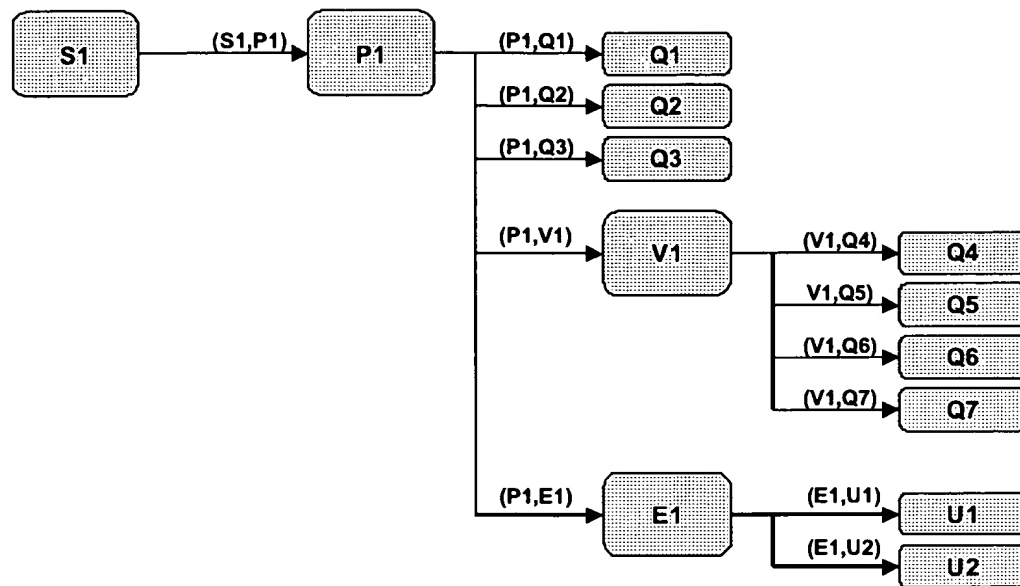 S1
(S1,P1)
P1
(P1,Q1)
Q1
(P1,Q2)
Q2
(P1,Q3)
Q3
(P1,V1)
V1
(V1,Q4)
Q4
V1,Q5)
Q5
(V1,Q6)
Q6
(V1,Q7)
Q7
(P1,E1)
E1
(E1,U1)
U1
(E1,U2)
U2